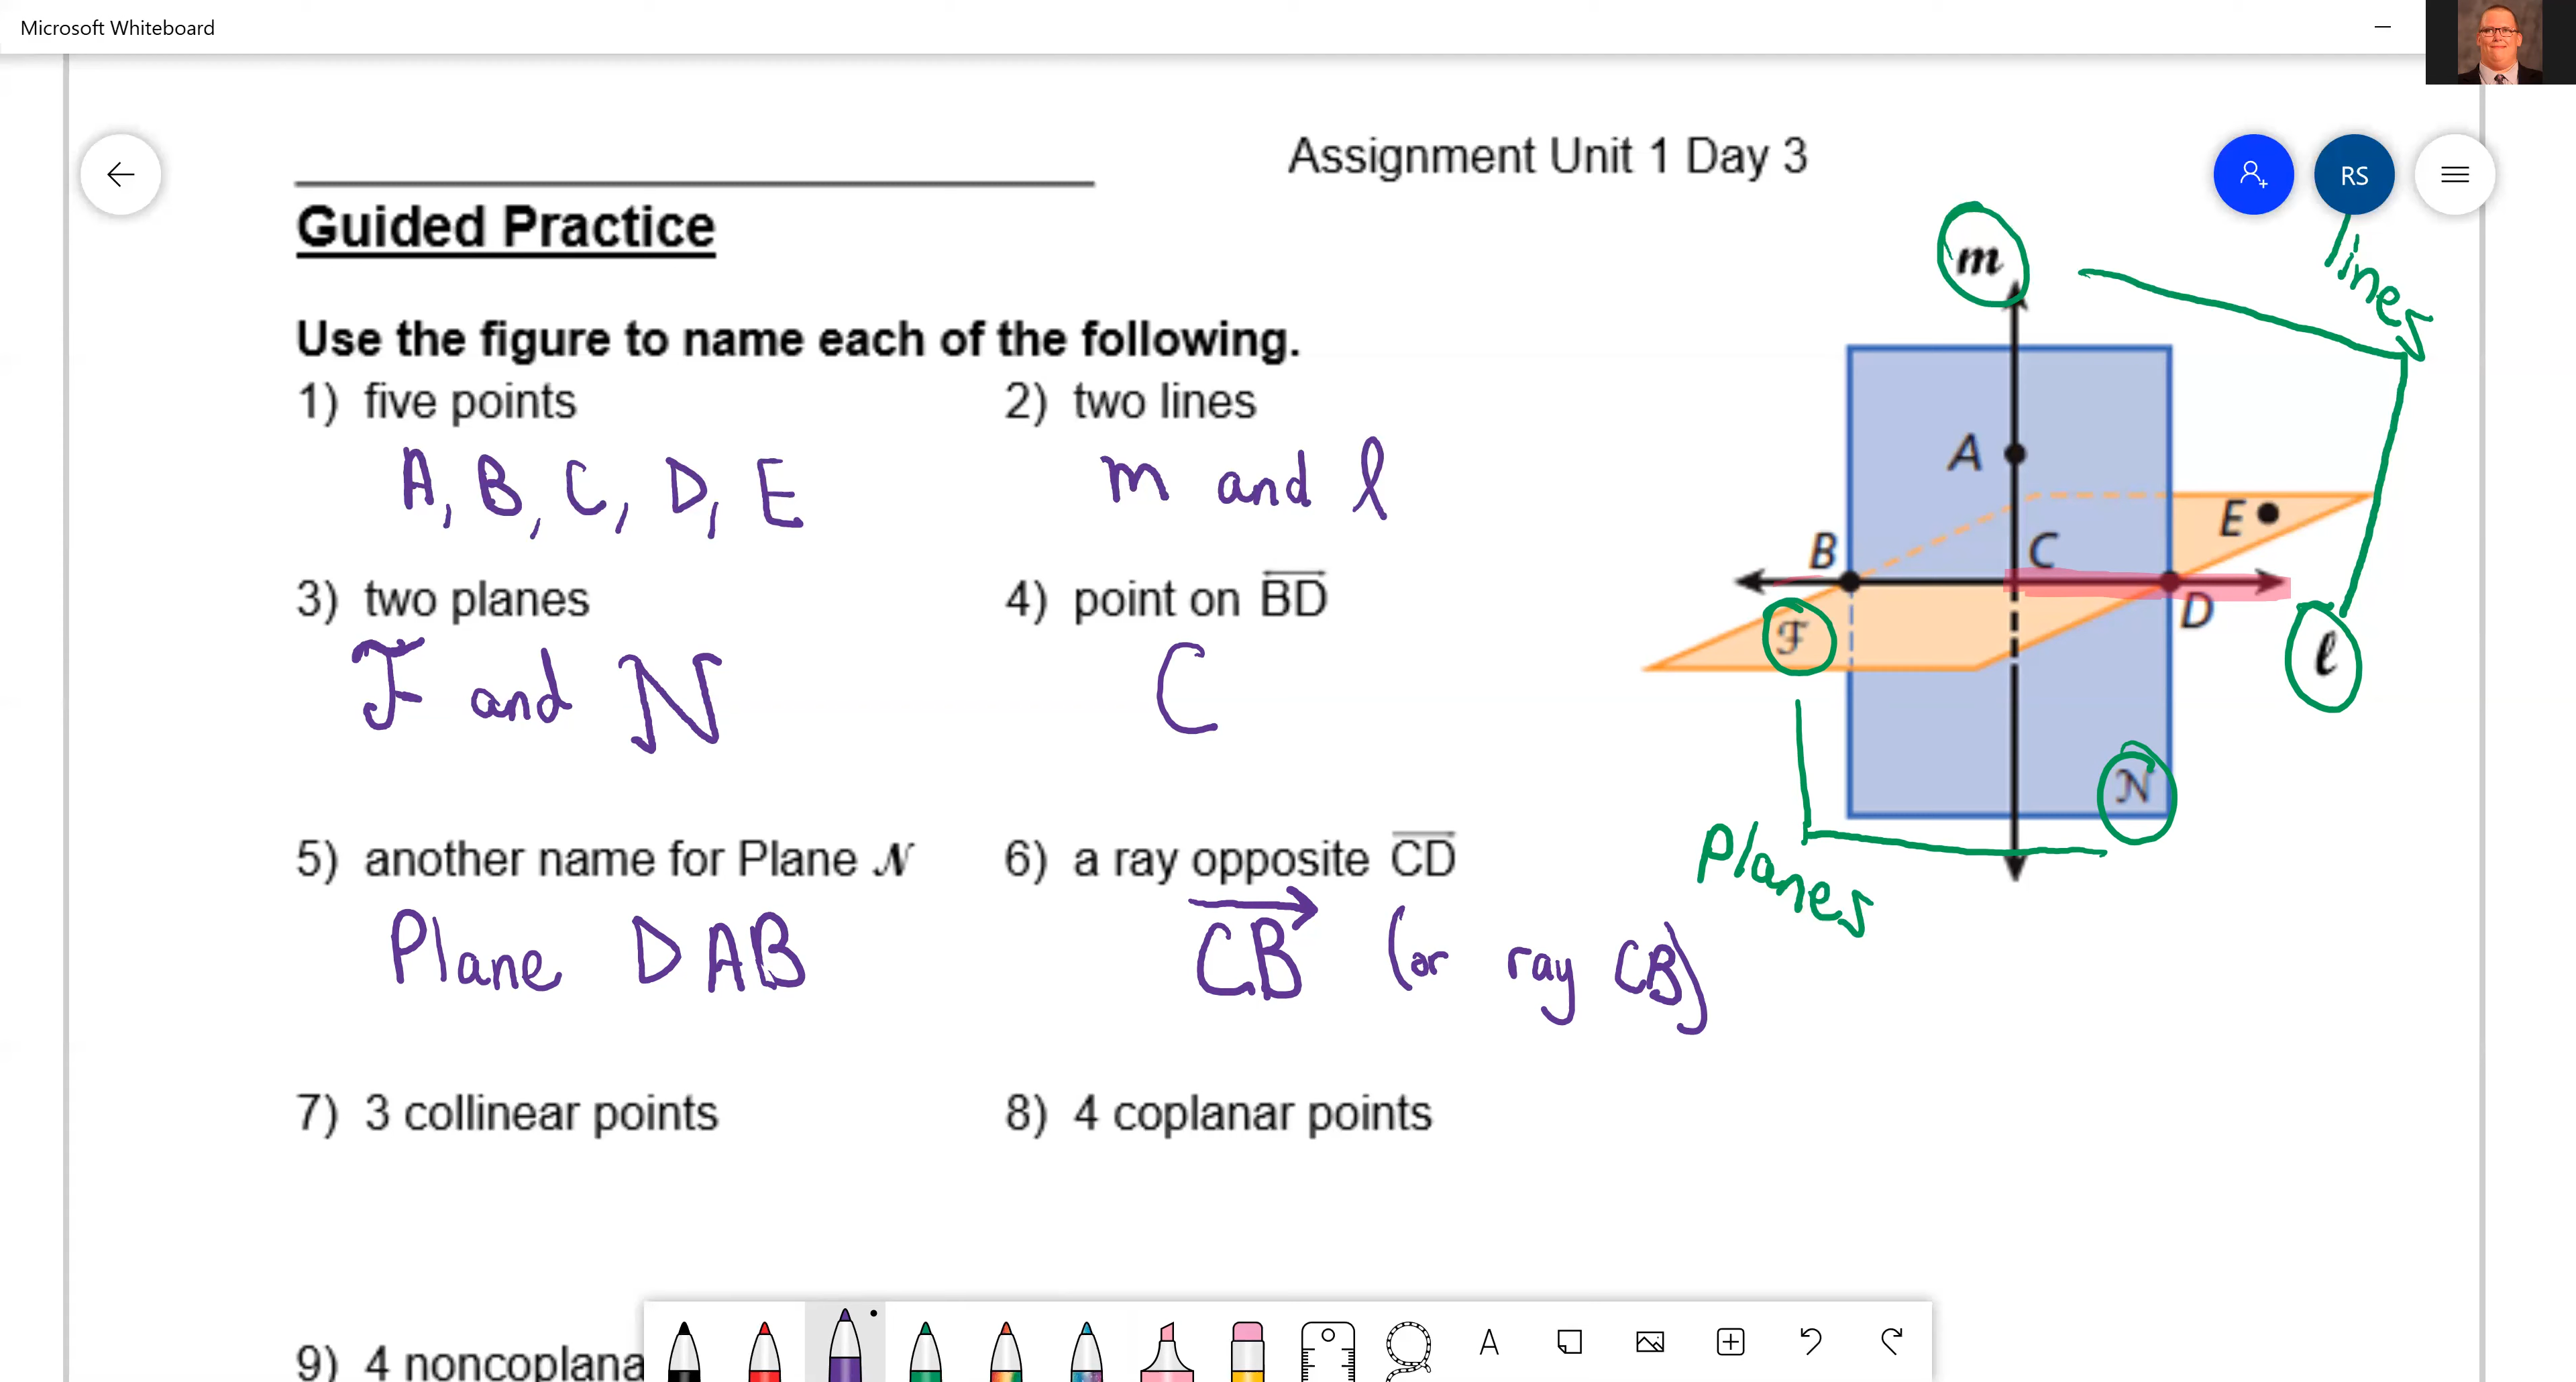 Microsoft Whiteboard
Assignment Unit 1 Day 3
RS
Guided Practice
Use the figure to name each of the following.
1) five points
A, B, C, D, E
2) two lines
m and l
3) two planes
F and N
4) point on BD
C
5) another name for Plane N
Plane DAB
6) a ray opposite CD
CB (or ray CB)
7) 3 collinear points
8) 4 coplanar points
9) 4 noncoplana
m
lines
A
E
B
C
D
F
l
N
Planes
A